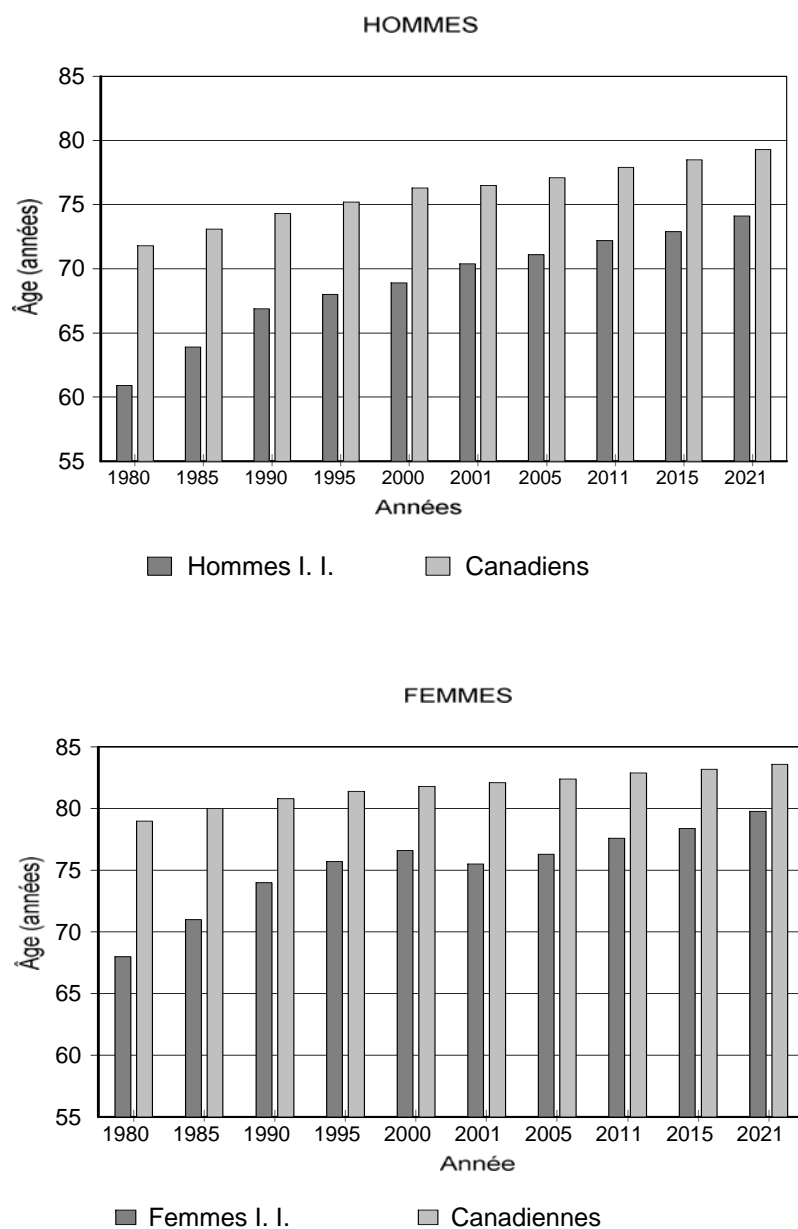 HOMMES
85
80
75
70
65
60
55
Âge (années)
1980 1985 1990 1995 2000 2001 2005 2011 2015 2021
Années
Hommes I. I. Canadiens
FEMMES
85
80
75
70
65
60
55
Âge (années)
1980 1985 1990 1995 2000 2001 2005 2011 2015 2021
Année
Femmes I. I. Canadiennes